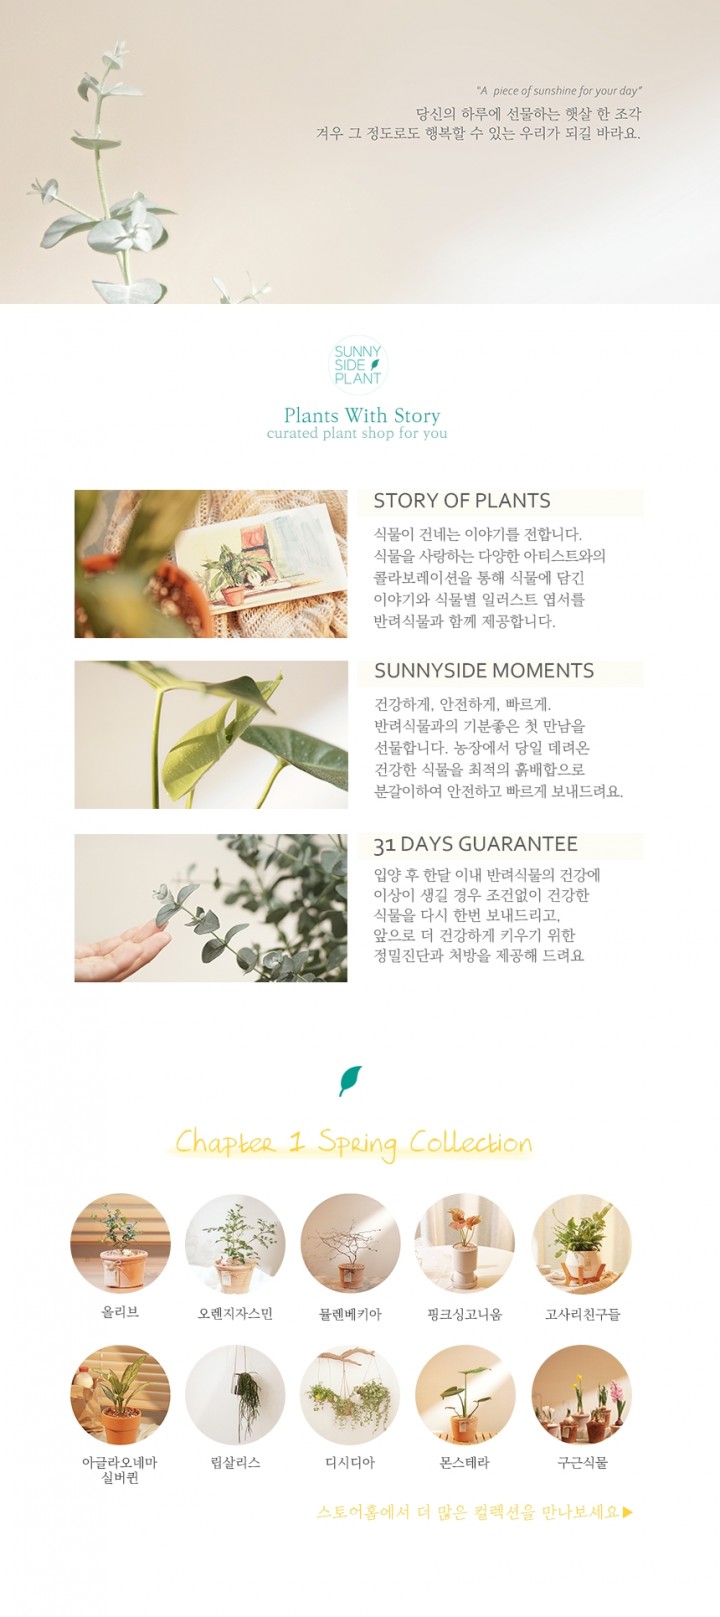 "A piece of sunshine for your day"
당신의 하루에 선물하는 햇살 한 조각
겨우 그 정도로도 행복할 수 있는 우리가 되길 바라요.
SUNNY
SIDE
PLANT
Plants With Story
curated plant shop for you
STORY OF PLANTS
식물이 건네는 이야기를 전합니다.
식물을 사랑하는 다양한 아티스트와의
콜라보레이션을 통해 식물에 담긴
이야기와 식물별 일러스트 엽서를
반려식물과 함께 제공합니다.
SUNNYSIDE MOMENTS
건강하게, 안전하게, 빠르게.
반려식물과의 기분좋은 첫 만남을
선물합니다. 농장에서 당일 데려온
건강한 식물을 최적의 흙배합으로
분갈이하여 안전하고 빠르게 보내드려요.
31 DAYS GUARANTEE
입양 후 한달 이내 반려식물의 건강에
이상이 생길 경우 조건없이 건강한
식물을 다시 한번 보내드리고,
앞으로 더 건강하게 키우기 위한
정밀진단과 처방을 제공해 드려요
Chapter 1 Spring Collection
올리브 오렌지자스민 뮬렌베키아 핑크싱고니움 고사리친구들
아글라오네마 립살리스 디시디아 몬스테라 구근식물
실버퀸
스토어홈에서 더 많은 컬렉션을 만나보세요▶